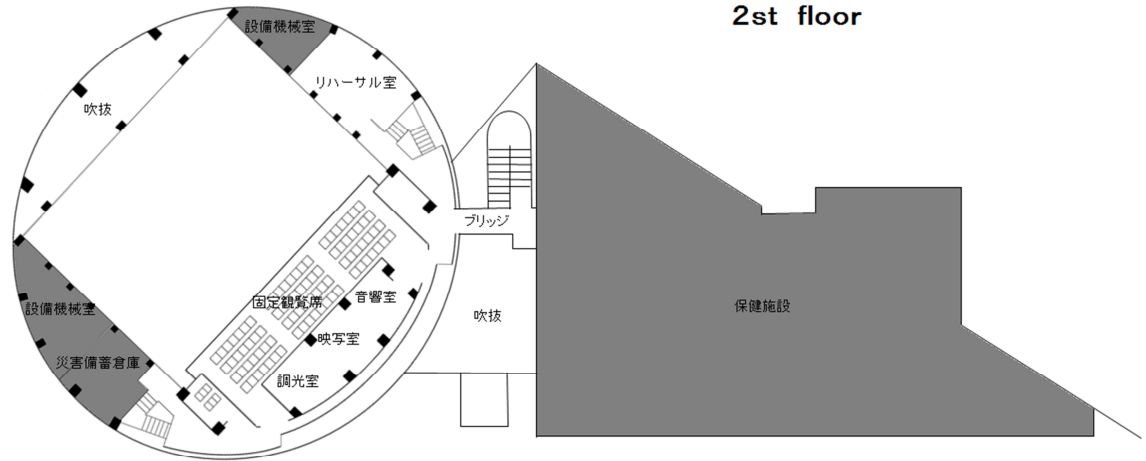 2st floor
設備機械室
リハーサル室
吹抜
ブリッジ
固定観覧席
音響室
映写室
調光室
設備機械室
災害備蓄倉庫
吹抜
保健施設